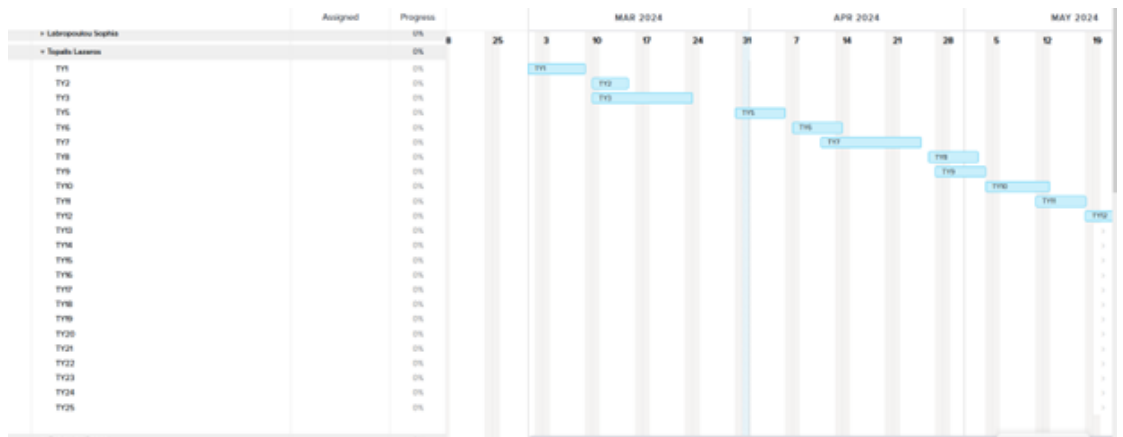 Assigned Progress MAR 2024 APR 2024 MAY 2024
▸ Labropoulou Sophia 0%
8 25 3 10 17 24 31 7 14 21 28 5 12 19
▾ Topalis Lazaros 0%
TY1 0% TY1
TY2 0% TY2
TY3 0% TY3
TY5 0% TY5
TY6 0% TY6
TY7 0% TY7
TY8 0% TY8
TY9 0% TY9
TY10 0% TY10
TY11 0% TY11
TY12 0% TY12
TY13 0%
TY14 0%
TY15 0%
TY16 0%
TY17 0%
TY18 0%
TY19 0%
TY20 0%
TY21 0%
TY22 0%
TY23 0%
TY24 0%
TY25 0%